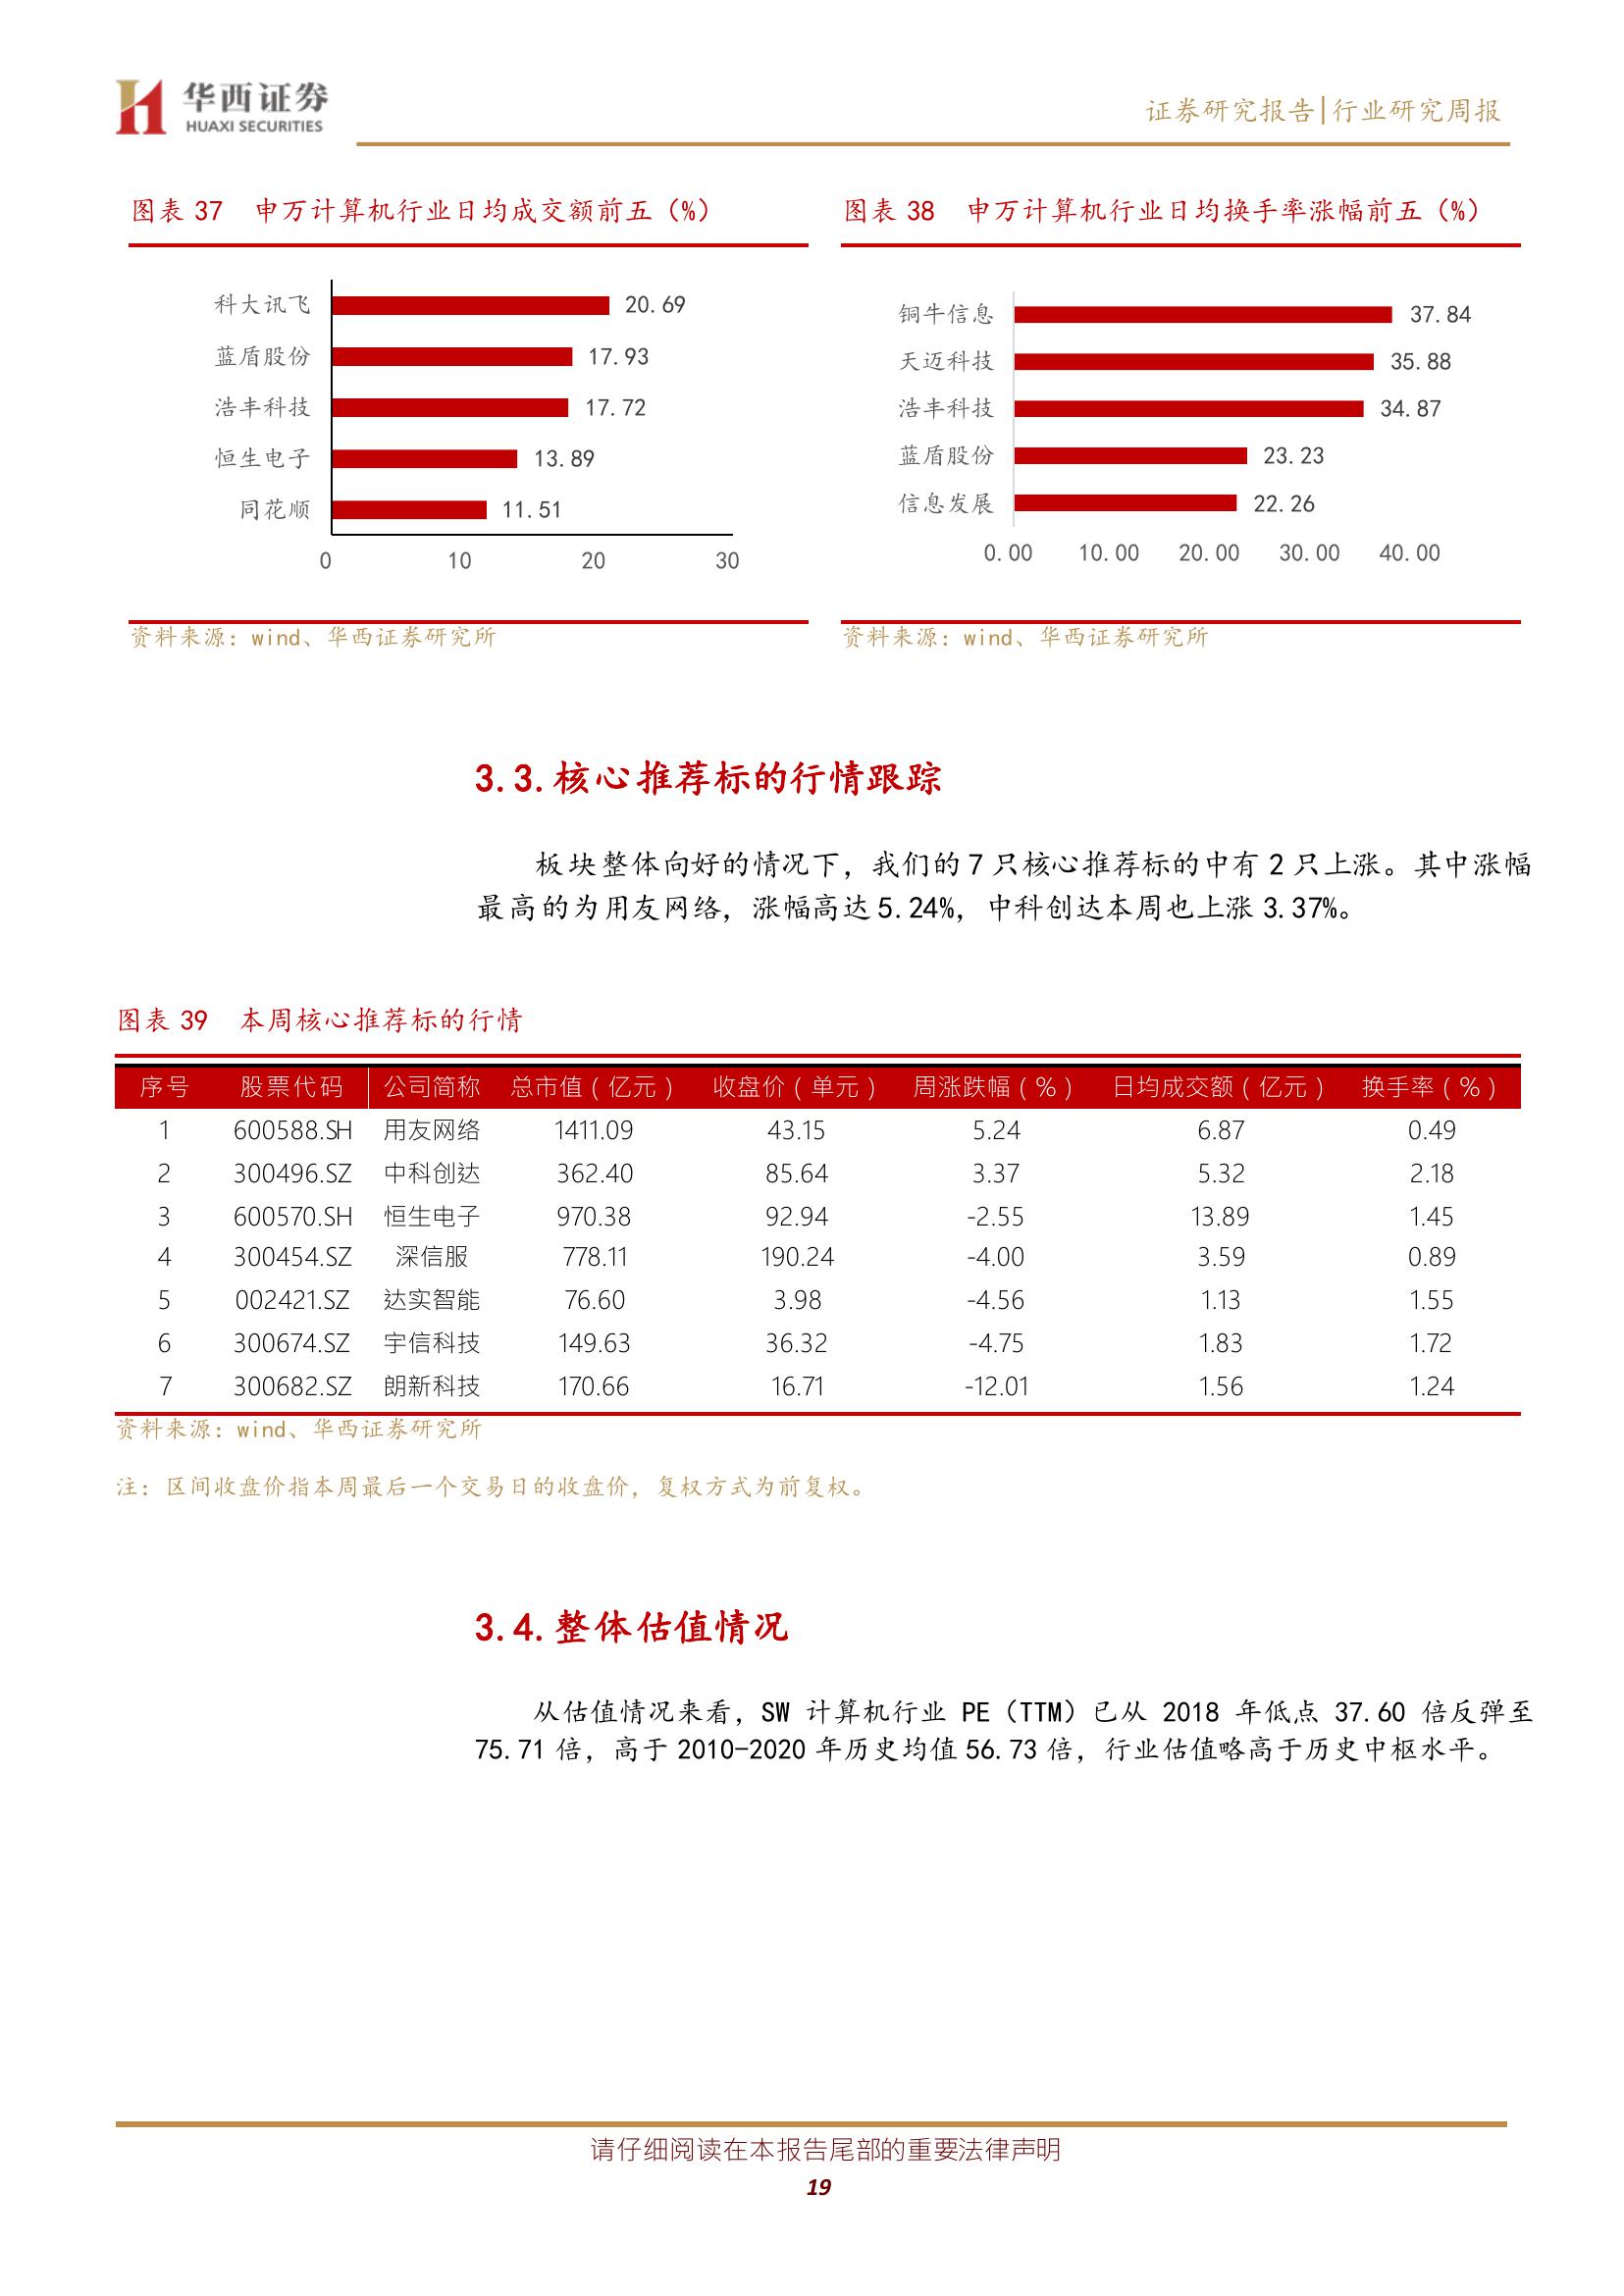 华西证券
HUAXI SECURITIES
证券研究报告|行业研究周报
图表 37 申万计算机行业日均成交额前五（%）
科大讯飞 20.69
蓝盾股份 17.93
浩丰科技 17.72
恒生电子 13.89
同花顺 11.51
0 10 20 30
资料来源：wind、华西证券研究所
图表 38 申万计算机行业日均换手率涨幅前五（%）
铜牛信息 37.84
天迈科技 35.88
浩丰科技 34.87
蓝盾股份 23.23
信息发展 22.26
0.00 10.00 20.00 30.00 40.00
资料来源：wind、华西证券研究所
3.3.核心推荐标的行情跟踪
板块整体向好的情况下，我们的 7 只核心推荐标的中有 2 只上涨。其中涨幅
最高的为用友网络，涨幅高达 5.24%，中科创达本周也上涨 3.37%。
图表 39 本周核心推荐标的行情
序号 股票代码 公司简称 总市值（亿元） 收盘价（单元） 周涨跌幅（%） 日均成交额（亿元） 换手率（%）
1 600588.SH 用友网络 1411.09 43.15 5.24 6.87 0.49
2 300496.SZ 中科创达 362.40 85.64 3.37 5.32 2.18
3 600570.SH 恒生电子 970.38 92.94 -2.55 13.89 1.45
4 300454.SZ 深信服 778.11 190.24 -4.00 3.59 0.89
5 002421.SZ 达实智能 76.60 3.98 -4.56 1.13 1.55
6 300674.SZ 宇信科技 149.63 36.32 -4.75 1.83 1.72
7 300682.SZ 朗新科技 170.66 16.71 -12.01 1.56 1.24
资料来源：wind、华西证券研究所
注：区间收盘价指本周最后一个交易日的收盘价，复权方式为前复权。
3.4.整体估值情况
从估值情况来看，SW 计算机行业 PE（TTM）已从 2018 年低点 37.60 倍反弹至
75.71 倍，高于 2010-2020 年历史均值 56.73 倍，行业估值略高于历史中枢水平。
请仔细阅读在本报告尾部的重要法律声明
19